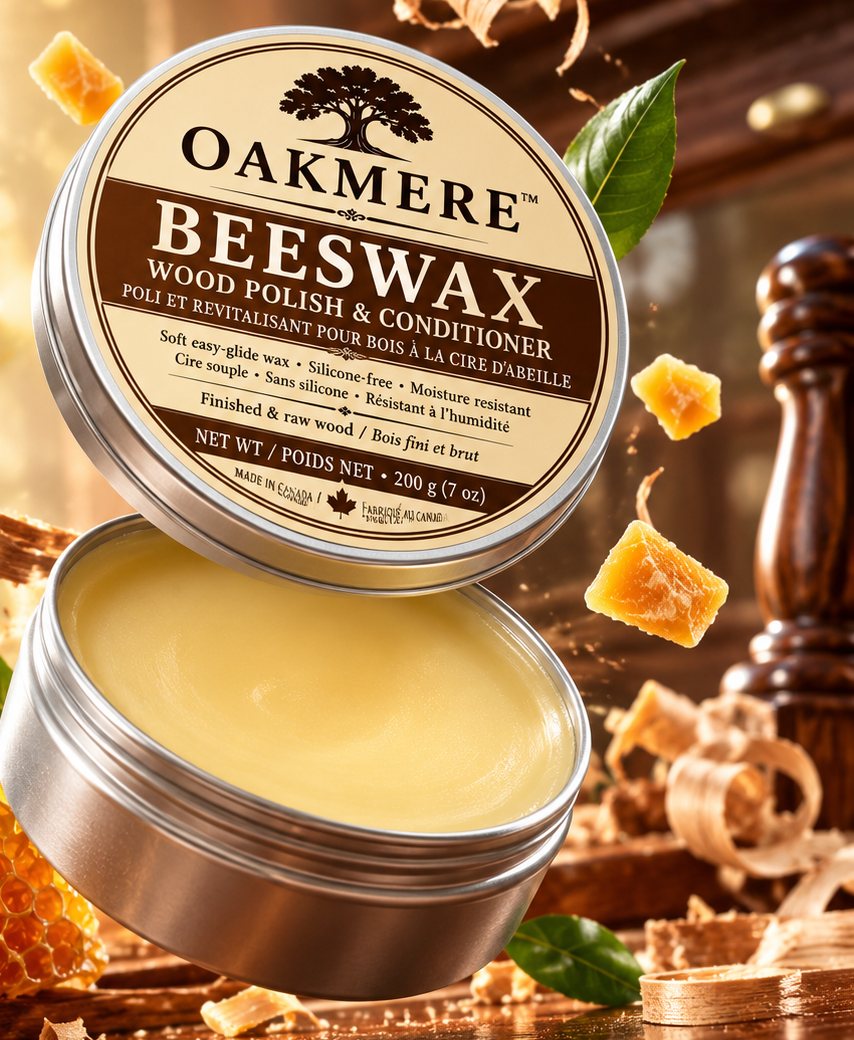 OAKMERE™
BEESWAX
WOOD POLISH & CONDITIONER
POLI ET REVITALISANT POUR BOIS À LA CIRE D'ABEILLE
Soft easy-glide wax • Silicone-free • Moisture resistant
Cire souple • Sans silicone • Résistant à l'humidité
Finished & raw wood / Bois fini et brut
NET WT / POIDS NET • 200 g (7 oz)
MADE IN CANADA /